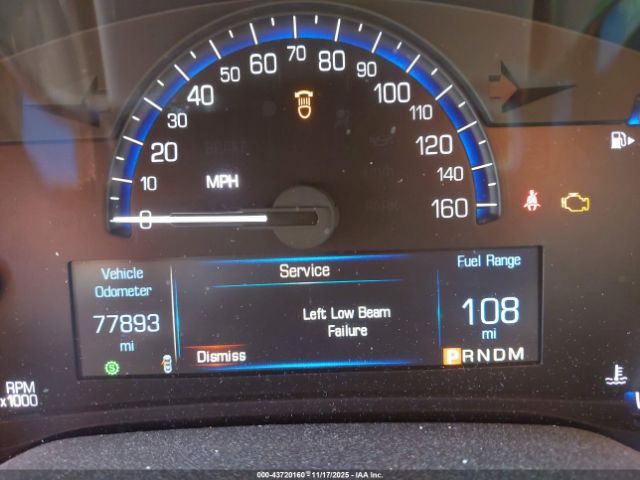 0 10 20 30 40 50 60 70 80 90 100 110 120 140 160
MPH
Vehicle
Odometer
77893
mi
S
Service
Left Low Beam
Failure
Dismiss
Fuel Range
108
mi
PRNDM
RPM
x1000
000-43720160 11/17/2025 IAA Inc.